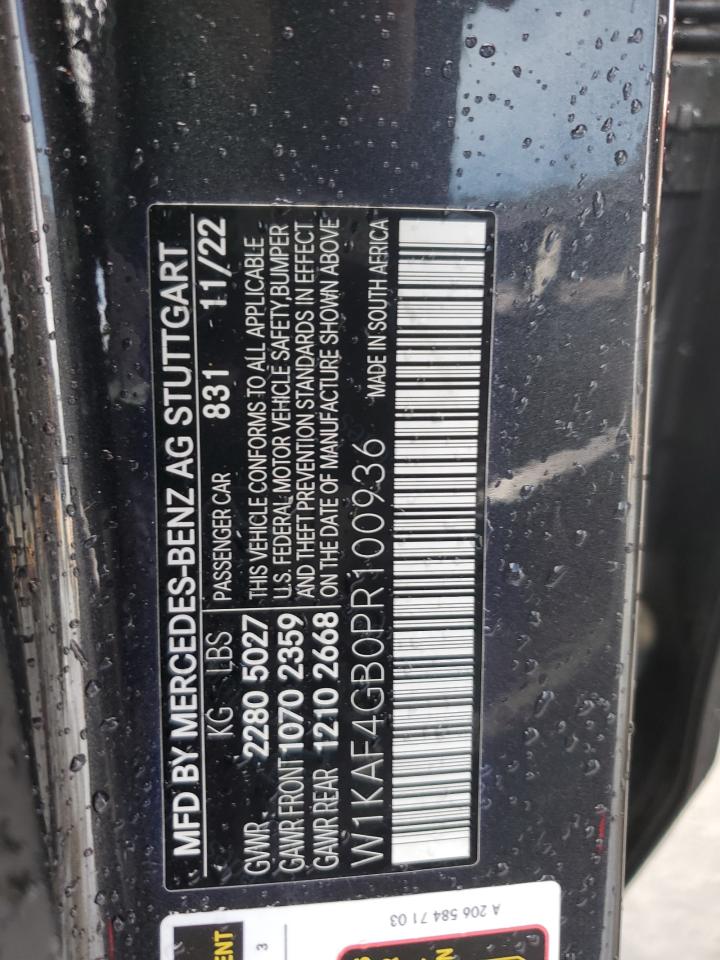 MFD BY MERCEDES-BENZ AG STUTTGART
KG LBS PASSENGER CAR 831 11/22
GVWR 2280 5027 THIS VEHICLE CONFORMS TO ALL APPLICABLE
GAWR FRONT 1070 2359 U.S. FEDERAL MOTOR VEHICLE SAFETY,BUMPER
AND THEFT PREVENTION STANDARDS IN EFFECT
GAWR REAR 1210 2668 ON THE DATE OF MANUFACTURE SHOWN ABOVE
W1KAF4GB0PR100936 MADE IN SOUTH AFRICA
A 206 584 71 03
3